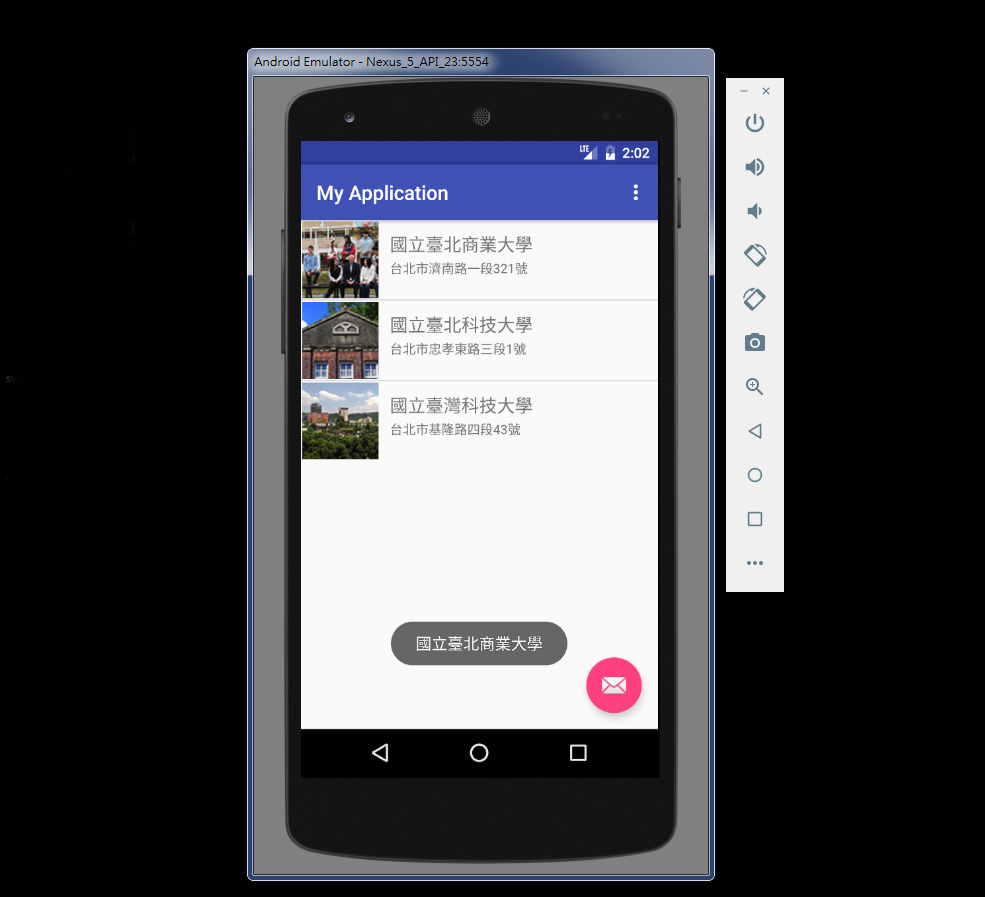 Android Emulator - Nexus_5_API_23:5554
LTE 2:02
My Application
國立臺北商業大學
台北市濟南路一段321號
國立臺北科技大學
台北市忠孝東路三段1號
國立臺灣科技大學
台北市基隆路四段43號
國立臺北商業大學